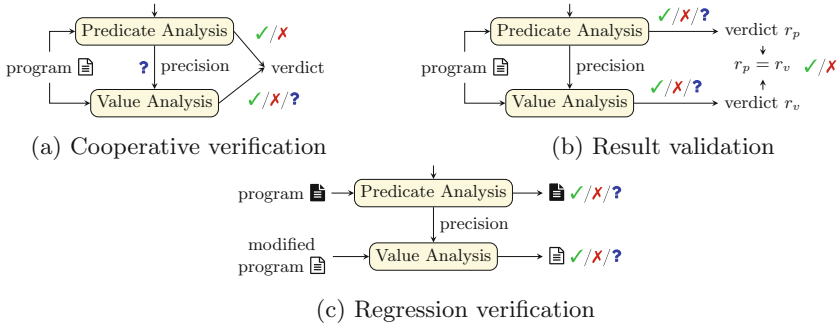 Predicate Analysis ✓/✗
program ? precision verdict
Value Analysis ✓/✗/?
(a) Cooperative verification
Predicate Analysis ✓/✗/? verdict r_p
program precision r_p = r_v ✓/✗
Value Analysis ✓/✗/? verdict r_v
(b) Result validation
program Predicate Analysis ✓/✗/?
precision
modified
program Value Analysis ✓/✗/?
(c) Regression verification